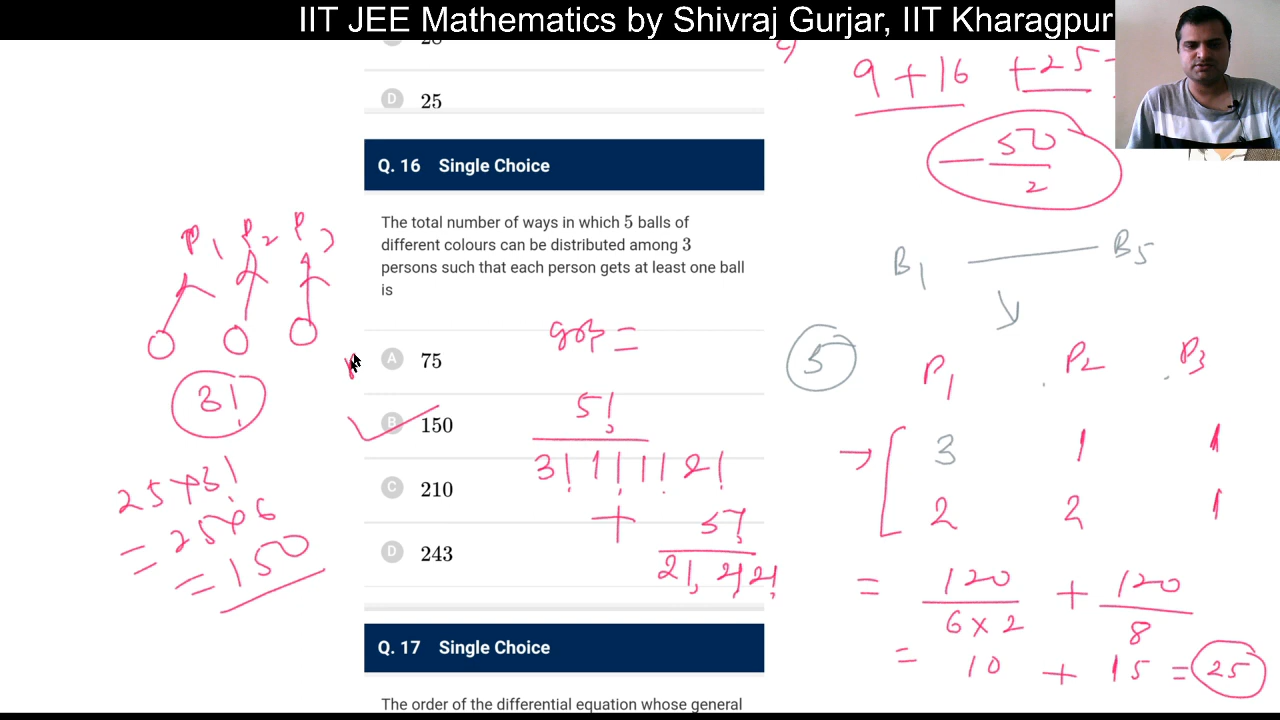 IIT JEE Mathematics by Shivraj Gurjar, IIT Kharagpur
D 25
9 + 16 + 25
- 50/2
Q. 16 Single Choice
The total number of ways in which 5 balls of
different colours can be distributed among 3
persons such that each person gets at least one ball
is
A 75
B 150
C 210
D 243
P1 P2 P3
3!
25 × 3!
= 25 × 6
= 150
grp =
5!
3! 1! 1! 2!
+ 5!
2! 2! 2!
B1 B5
5
P1 P2 P3
3 1 1
2 2 1
= 120 + 120
6 × 2 8
= 10 + 15 = 25
Q. 17 Single Choice
The order of the differential equation whose general